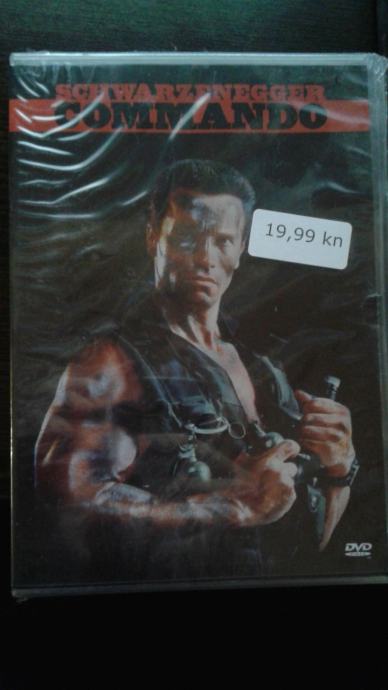 SCHWARZENEGGER
COMMANDO
19,99 kn
DVD